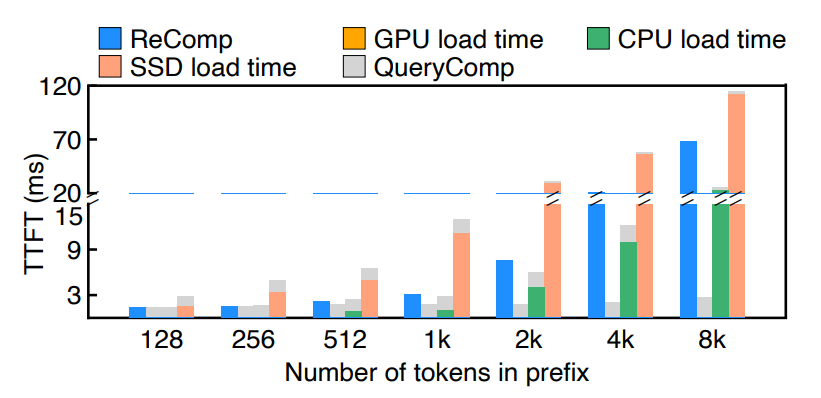 ReComp GPU load time CPU load time
SSD load time QueryComp
120
70
20
15
9
3
TTFT (ms)
128 256 512 1k 2k 4k 8k
Number of tokens in prefix